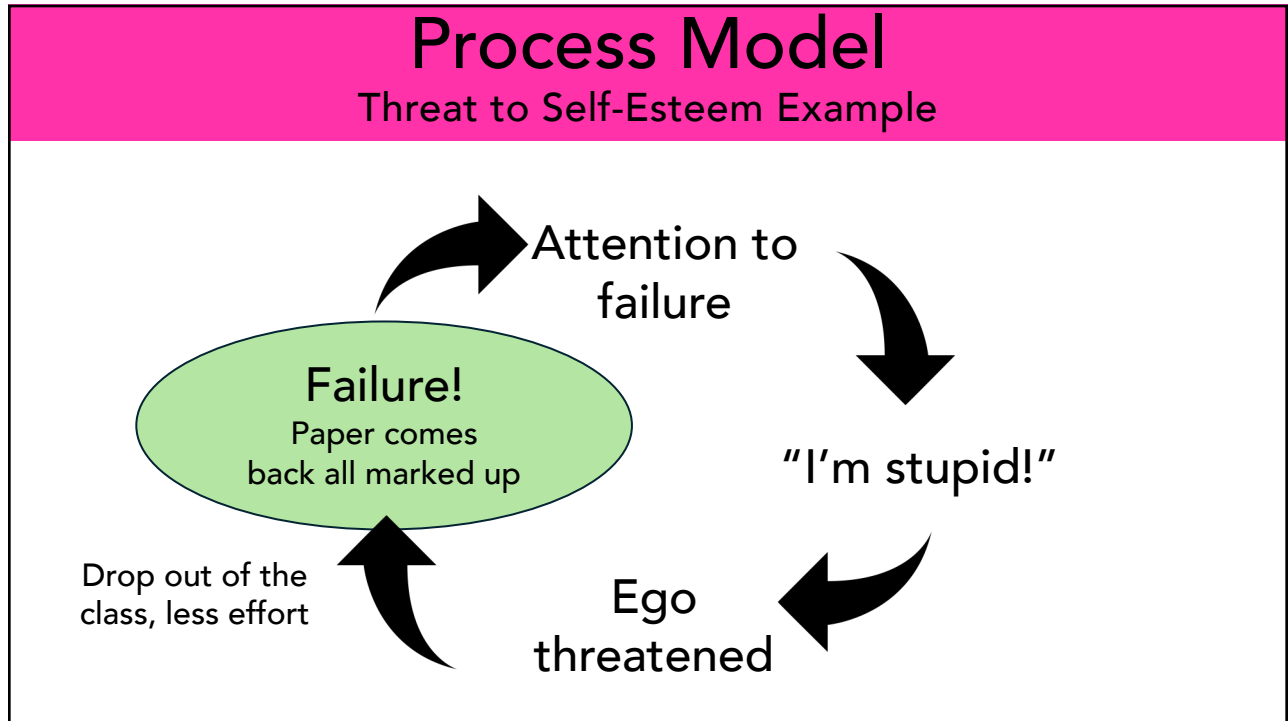 Process Model
Threat to Self-Esteem Example
Attention to
failure
Failure!
Paper comes
back all marked up
“I’m stupid!”
Drop out of the
class, less effort
Ego
threatened